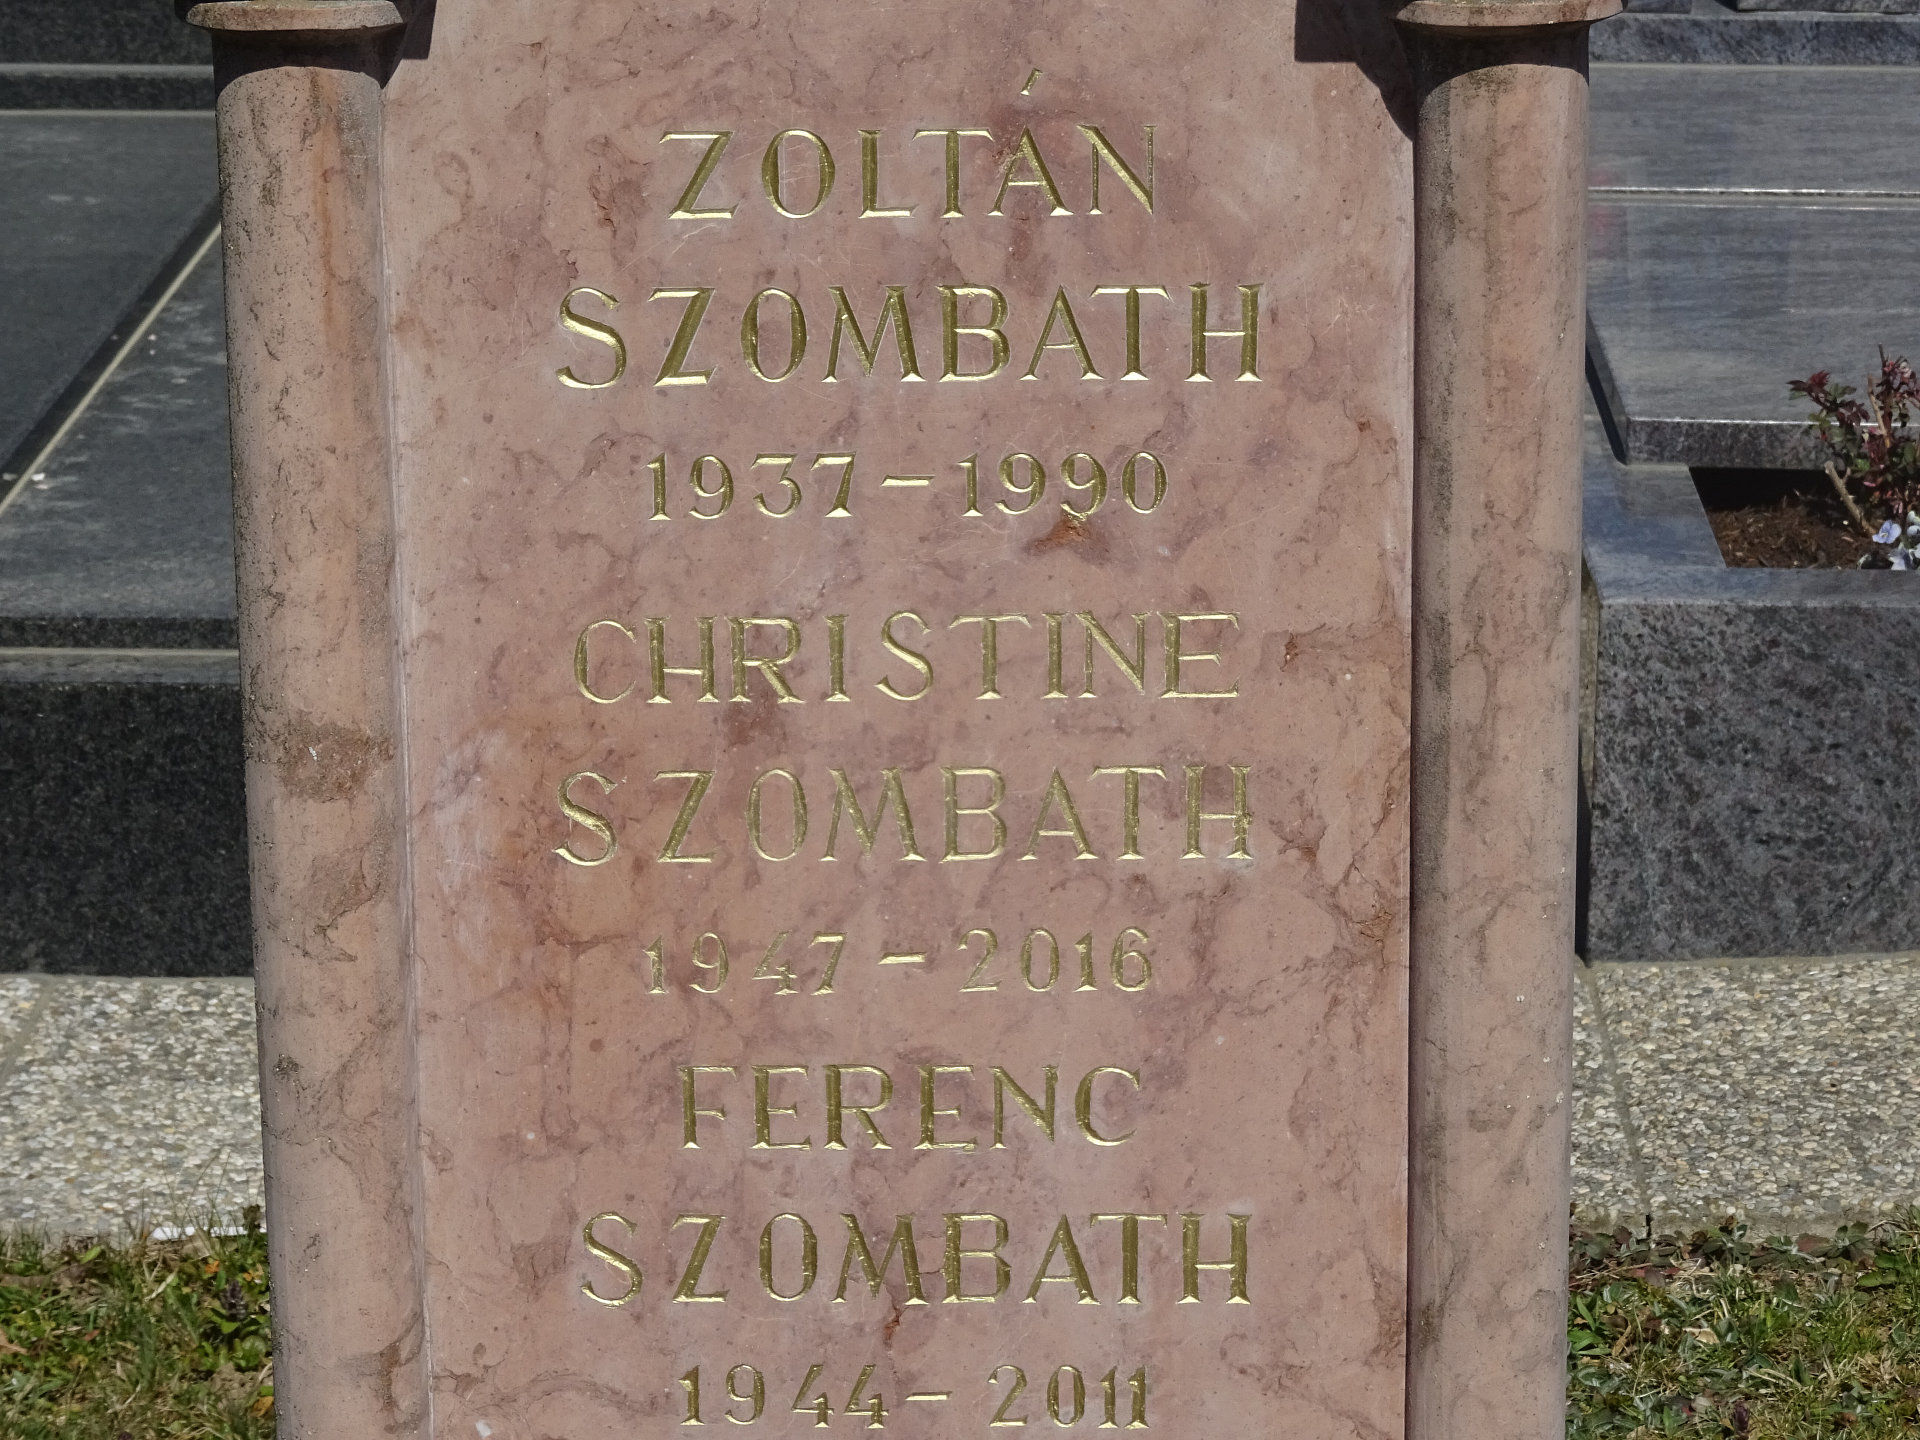 ZOLTÁN
SZOMBATH
1937 – 1990
CHRISTINE
SZOMBATH
1947 – 2016
FERENC
SZOMBATH
1944 – 2011